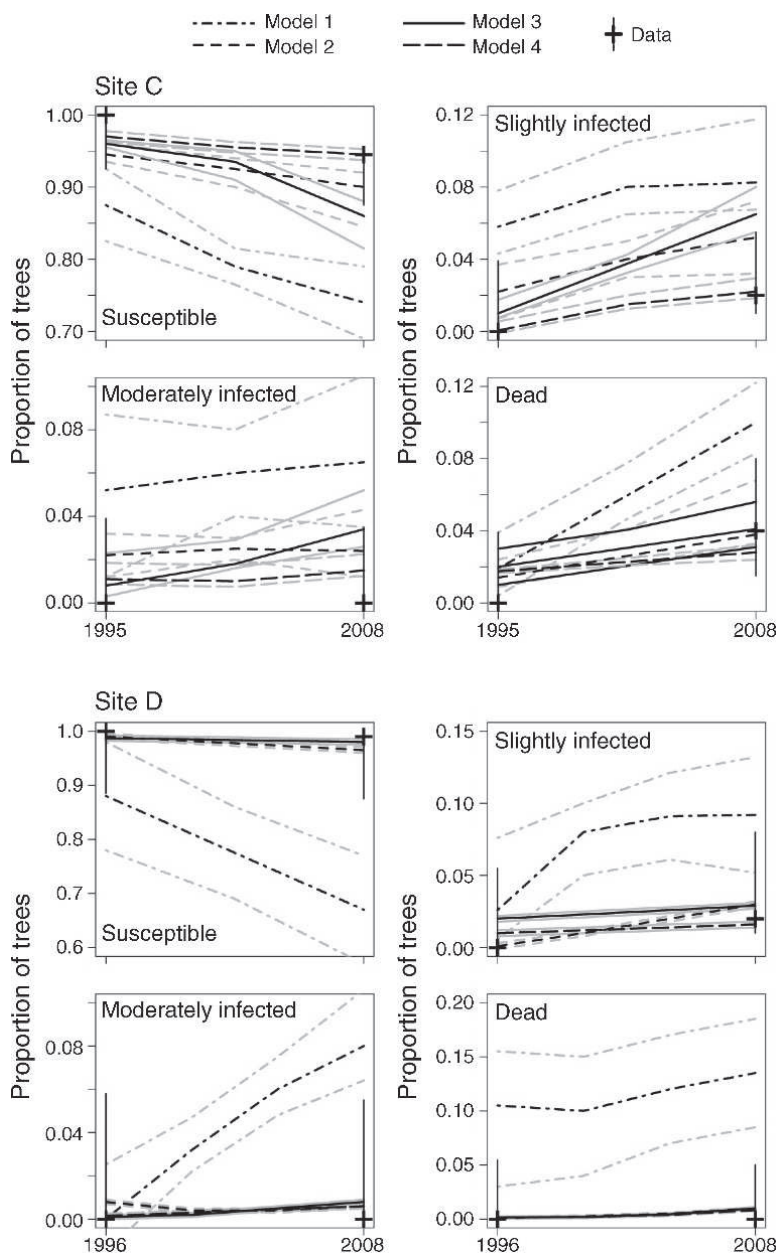 Model 1 Model 3 Data
Model 2 Model 4
Site C
1.00 0.90 0.80 0.70
Proportion of trees
Susceptible
0.12 0.08 0.04 0.00
Slightly infected
0.08 0.04 0.00
Proportion of trees
Moderately infected
1995 2008
0.12 0.08 0.04 0.00
Dead
1995 2008
Site D
1.0 0.9 0.8 0.7 0.6
Proportion of trees
Susceptible
0.15 0.10 0.05 0.00
Slightly infected
0.08 0.04 0.00
Proportion of trees
Moderately infected
1996 2008
0.20 0.15 0.10 0.05 0.00
Dead
1996 2008